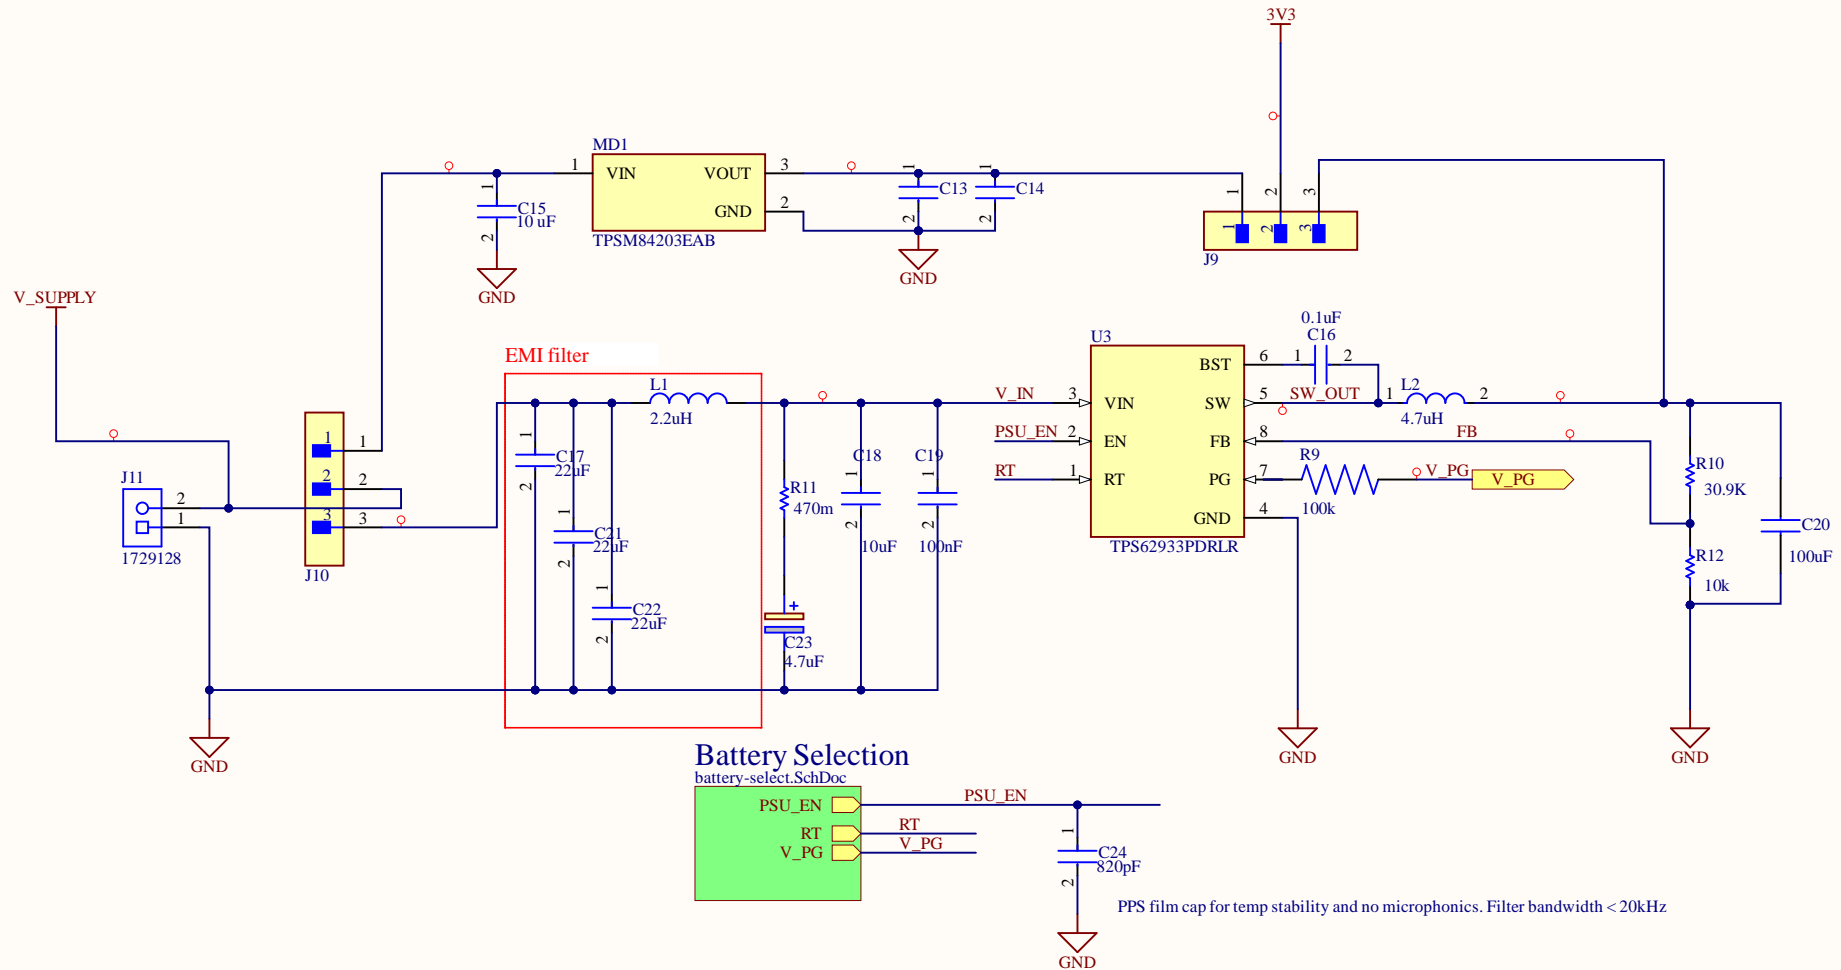 3V3
MD1
1 VIN VOUT 3
GND 2
TPSM84203EAB
1 C15
10 uF
2
GND
1 C13
2
1 C14
2
GND
1 2 3
1 2 3
J9
V_SUPPLY
EMI filter
L1
2.2uH
J11
2
1
1729128
GND
1 1
2 2
3 3
J10
1 C17
22uF
2
1 C21
22uF
2
1 C22
22uF
2
R11
470m
+
C23
4.7uF
C18
1
2
10uF
C19
1
2
100nF
U3
V_IN 3 VIN
PSU_EN 2 EN
RT 1 RT
BST 6
SW 5
FB 8
PG 7
GND 4
TPS62933PDRLR
0.1uF
C16
1 2
SW_OUT
L2
1 2
4.7uH
FB
R9
100k
V_PG
V_PG
R10
30.9K
R12
10k
C20
100uF
GND
GND
Battery Selection
battery-select.SchDoc
PSU_EN PSU_EN
RT RT
V_PG V_PG
1
C24
820pF
2
GND
PPS film cap for temp stability and no microphonics. Filter bandwidth < 20kHz